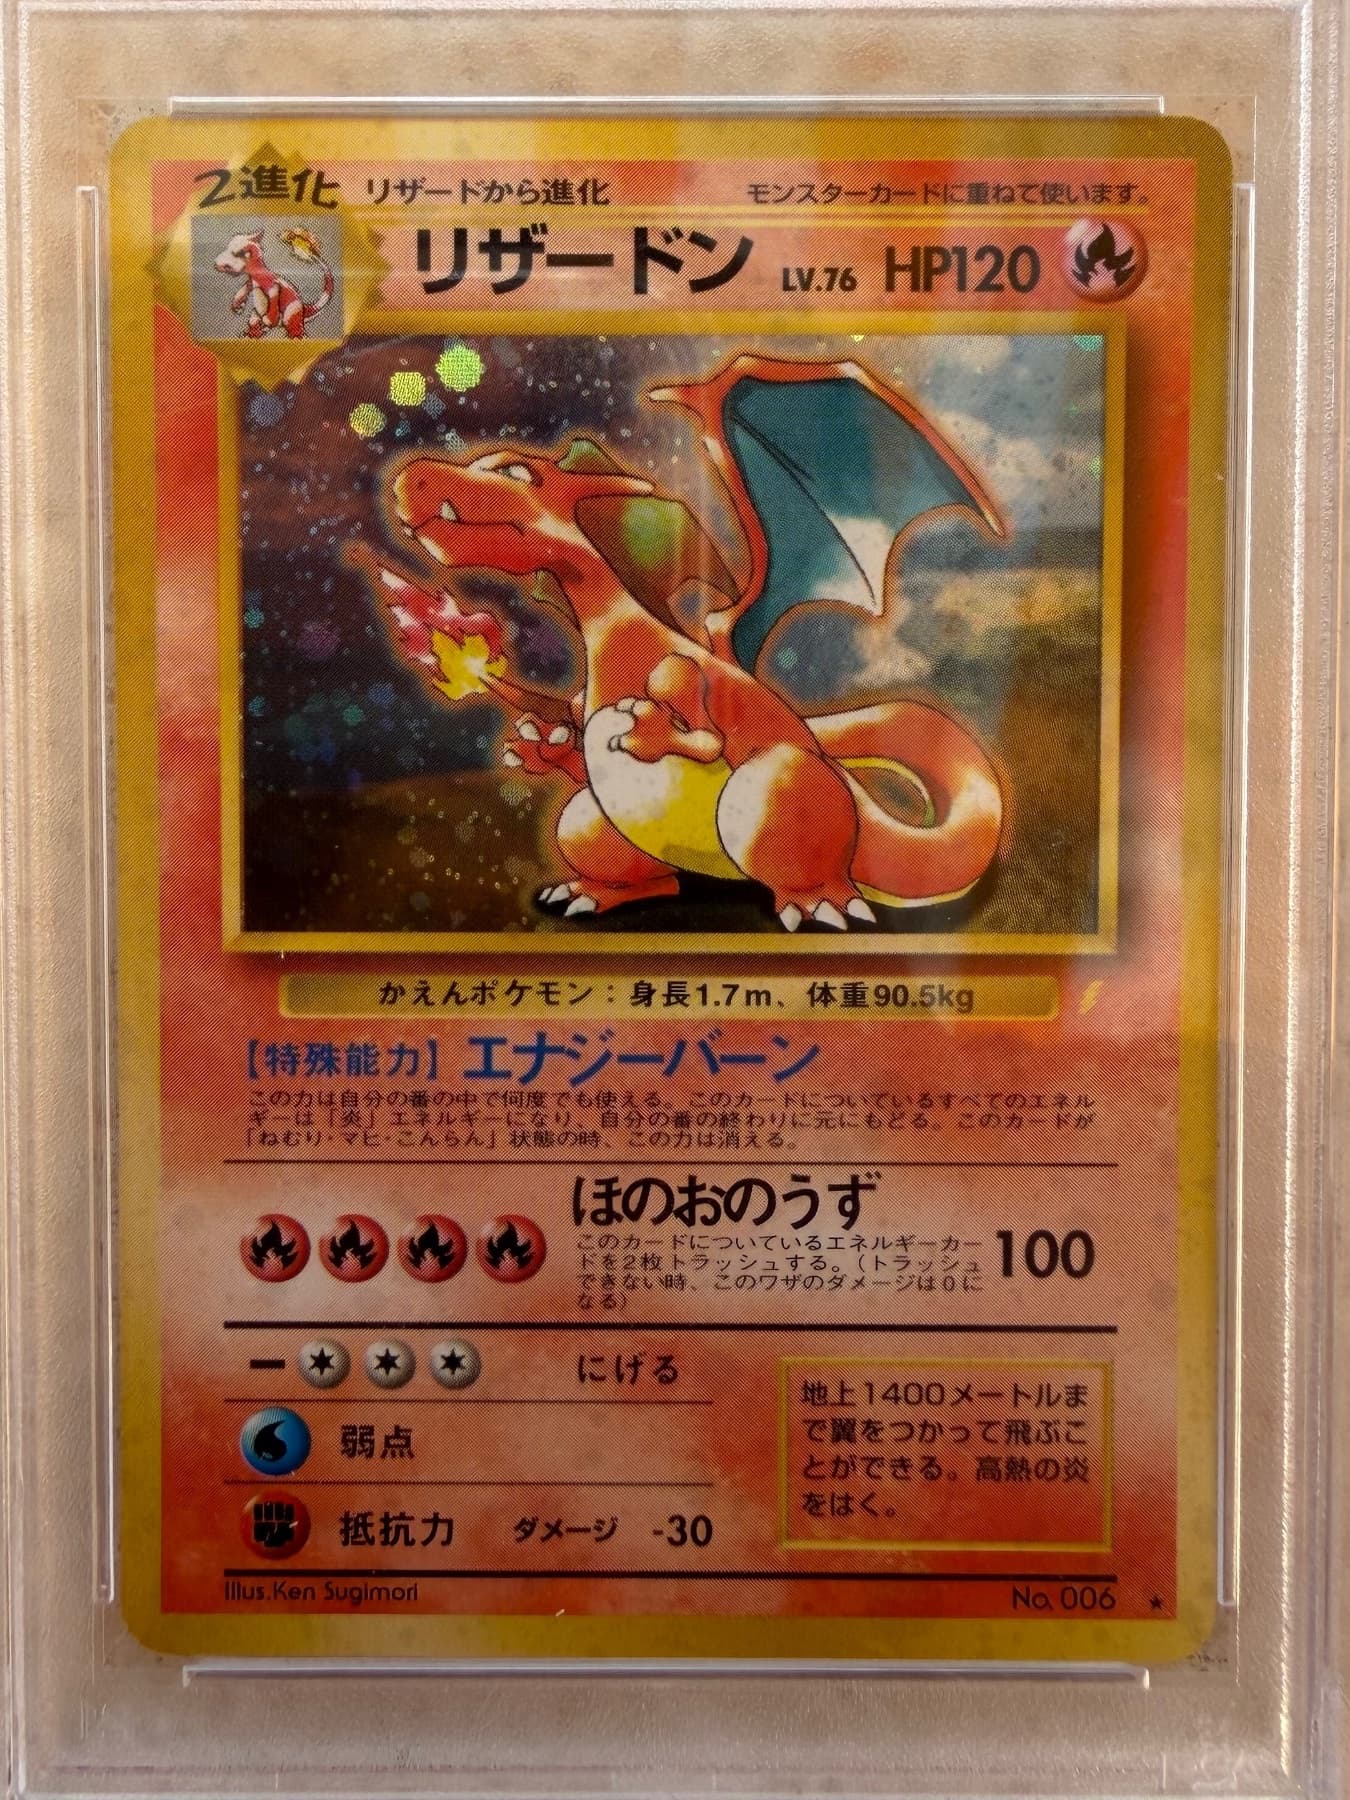 2進化 リザードから進化 モンスターカードに重ねて使います。
リザードン LV.76 HP120
かえんポケモン：身長1.7m、体重90.5kg
【特殊能力】エナジーバーン
この力は自分の番の中で何度でも使える。このカードについているすべてのエネル
ギーは「炎」エネルギーになり、自分の番の終わりに元にもどる。このカードが
「ねむり・マヒ・こんらん」状態の時、この力は消える。
ほのおのうず
このカードについているエネルギーカー
ドを2枚トラッシュする。（トラッシュ
できない時、このワザのダメージは0に
なる）
100
ー にげる
弱点
抵抗力 ダメージ -30
地上1400メートルま
で翼をつかって飛ぶこ
とができる。高熱の炎
をはく。
Illus.Ken Sugimori
No. 006 ★